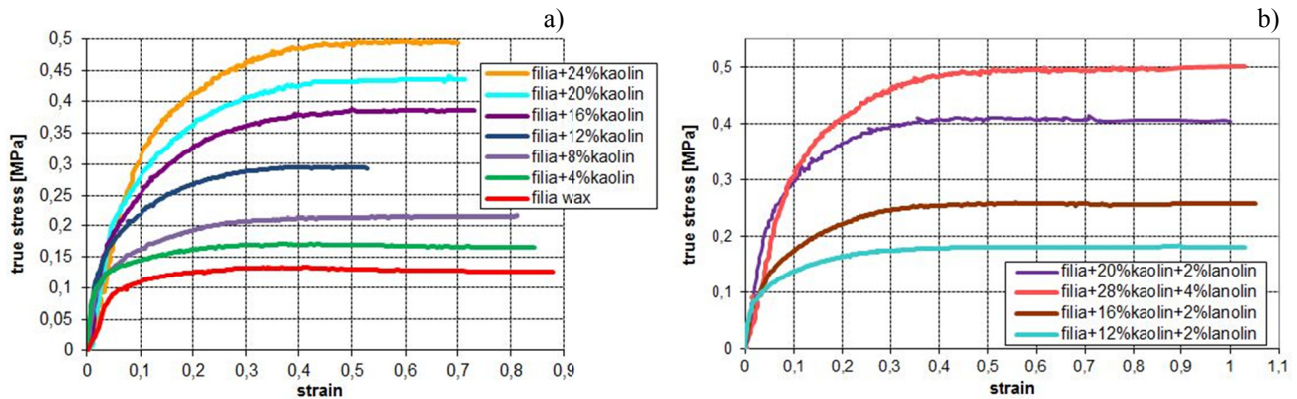 a)
0,5
0,45
0,4
0,35
0,3
0,25
0,2
0,15
0,1
0,05
0
true stress [MPa]
filia+24%kaolin
filia+20%kaolin
filia+16%kaolin
filia+12%kaolin
filia+8%kaolin
filia+4%kaolin
filia wax
0 0,1 0,2 0,3 0,4 0,5 0,6 0,7 0,8 0,9
strain
b)
0,5
0,4
0,3
0,2
0,1
0
true stress [MPa]
filia+20%kaolin+2%lanolin
filia+28%kaolin+4%lanolin
filia+16%kaolin+2%lanolin
filia+12%kaolin+2%lanolin
0 0,1 0,2 0,3 0,4 0,5 0,6 0,7 0,8 0,9 1 1,1
strain